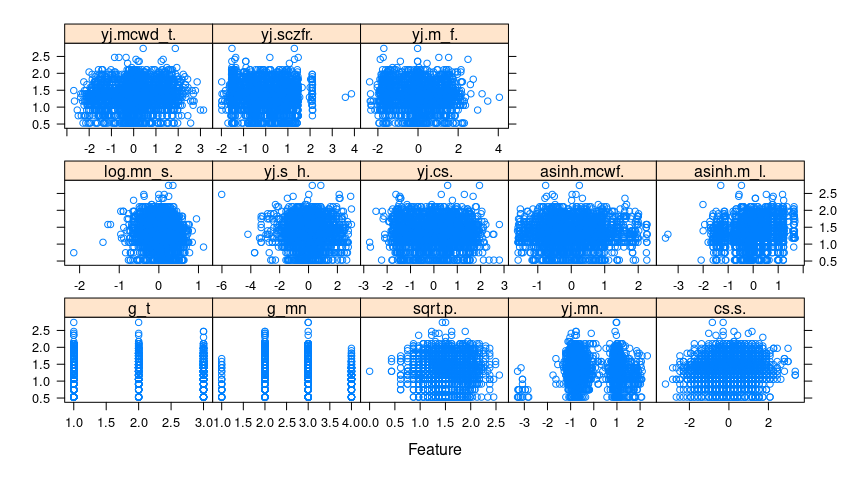 yj.mcwd_t. yj.sczfr. yj.m_f.
2.5
2.0
1.5
1.0
0.5
-2 -1 0 1 2 3 -2 -1 0 1 2 3 4 -2 0 2 4
log.mn_s. yj.s_h. yj.cs. asinh.mcwf. asinh.m_l.
2.5
2.0
1.5
1.0
0.5
-2 -1 0 1 -6 -4 -2 0 2 -3 -2 -1 0 1 2 3 -1 0 1 2 -3 -2 -1 0 1
g_t g_mn sqrt.p. yj.mn. cs.s.
2.5
2.0
1.5
1.0
0.5
1.0 1.5 2.0 2.5 3.0 1.0 1.5 2.0 2.5 3.0 3.5 4.0 0.0 0.5 1.0 1.5 2.0 2.5 -3 -2 -1 0 1 2 -2 0 2
Feature